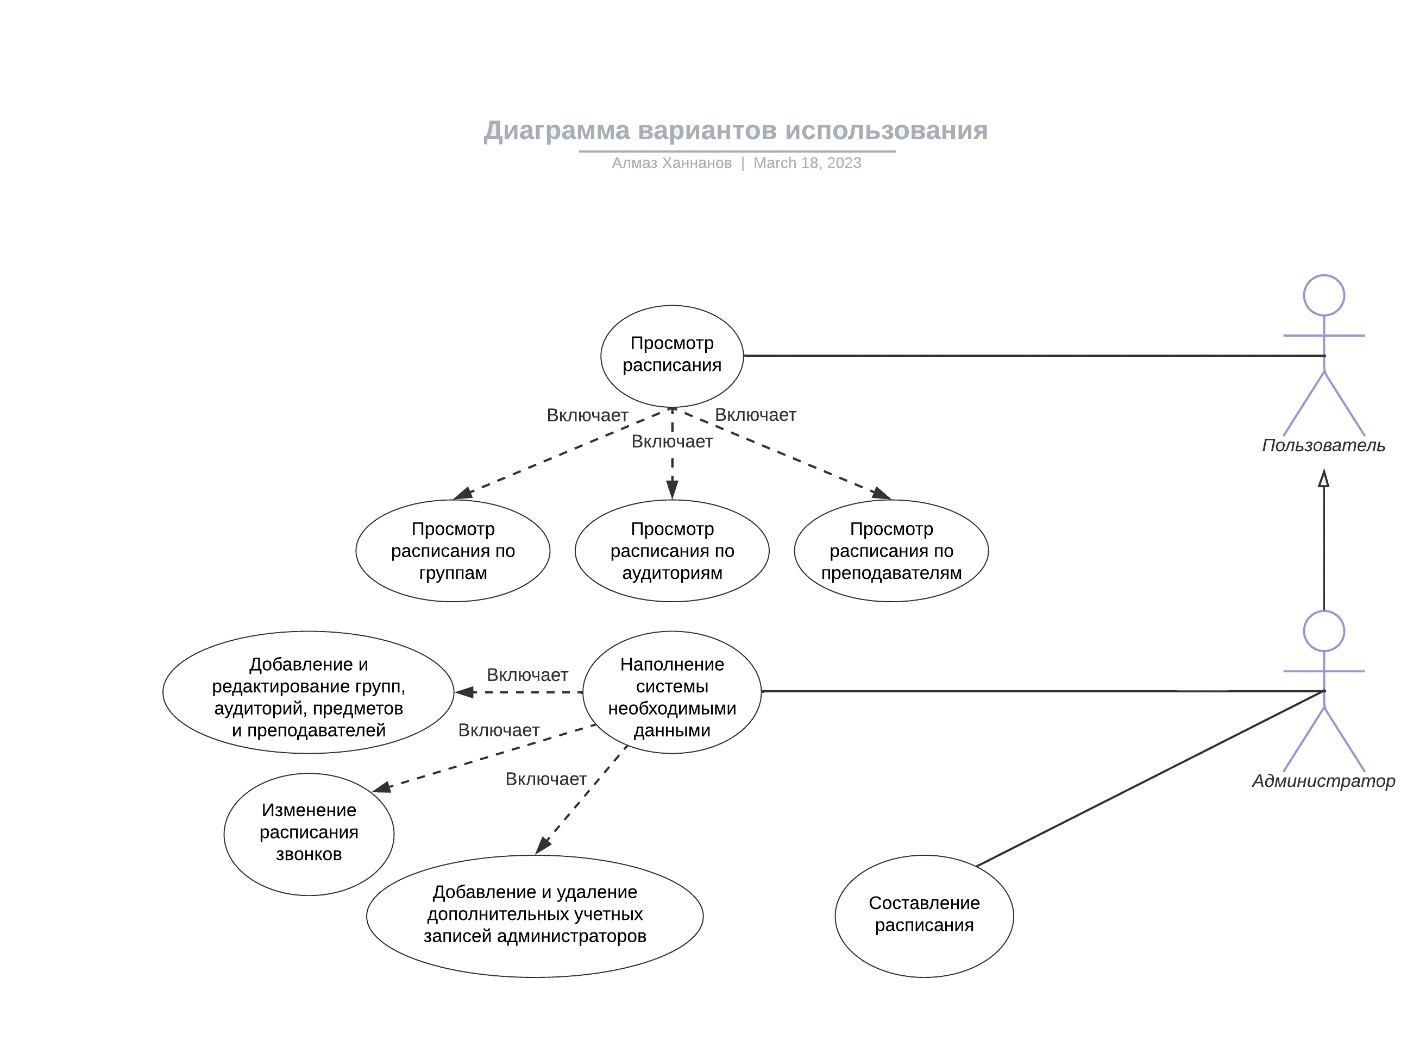 Диаграмма вариантов использования
Алмаз Ханнанов | March 18, 2023
Просмотр
расписания
Включает
Включает
Включает
Пользователь
Просмотр
расписания по
группам
Просмотр
расписания по
аудиториям
Просмотр
расписания по
преподавателям
Добавление и
редактирование групп,
аудиторий, предметов
и преподавателей
Включает
Наполнение
системы
необходимыми
данными
Включает
Включает
Администратор
Изменение
расписания
звонков
Добавление и удаление
дополнительных учетных
записей администраторов
Составление
расписания